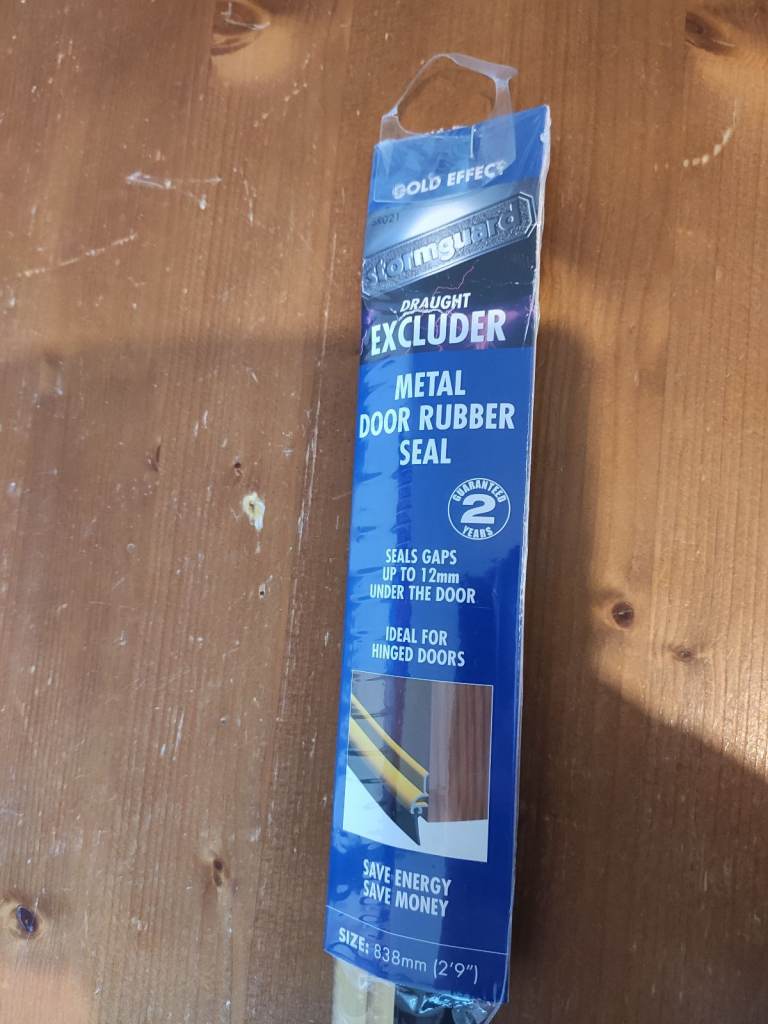 GOLD EFFECT
SR021
stormguard
DRAUGHT
EXCLUDER
METAL
DOOR RUBBER
SEAL
GUARANTEED
2
YEARS
SEALS GAPS
UP TO 12mm
UNDER THE DOOR
IDEAL FOR
HINGED DOORS
SAVE ENERGY
SAVE MONEY
SIZE: 838mm (2'9")